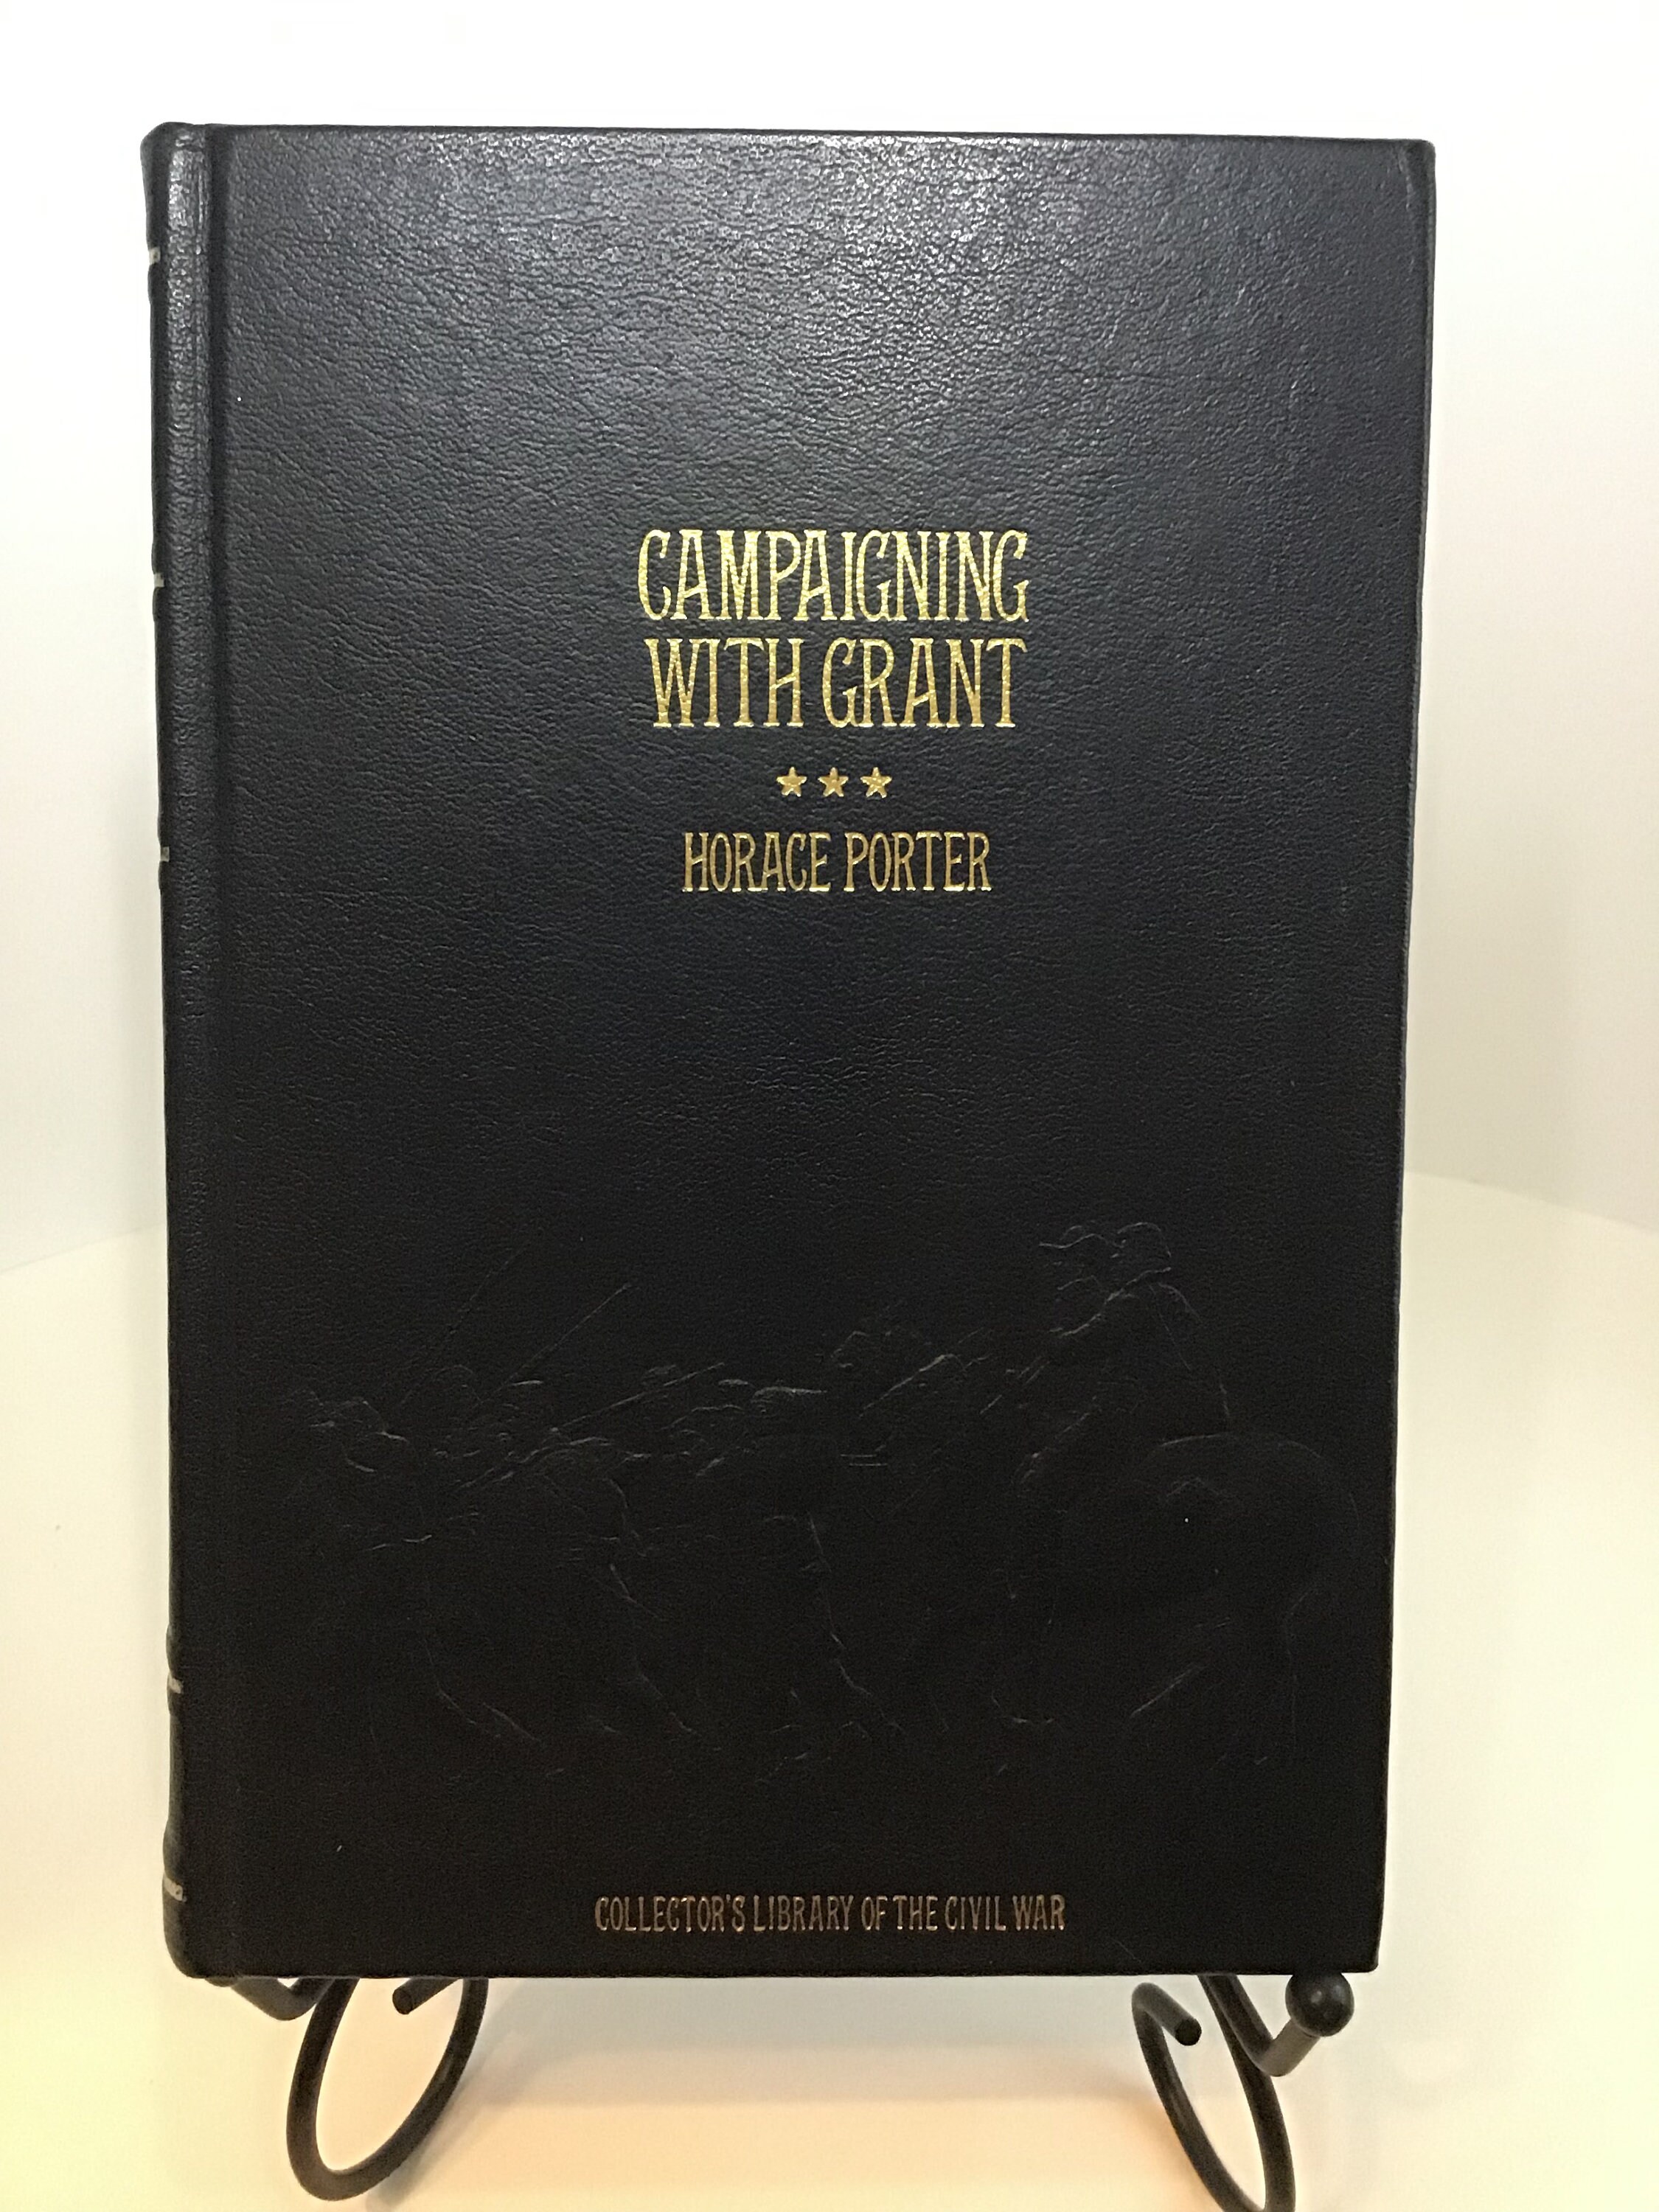 CAMPAIGNING
WITH GRANT
HORACE PORTER
COLLECTOR'S LIBRARY OF THE CIVIL WAR